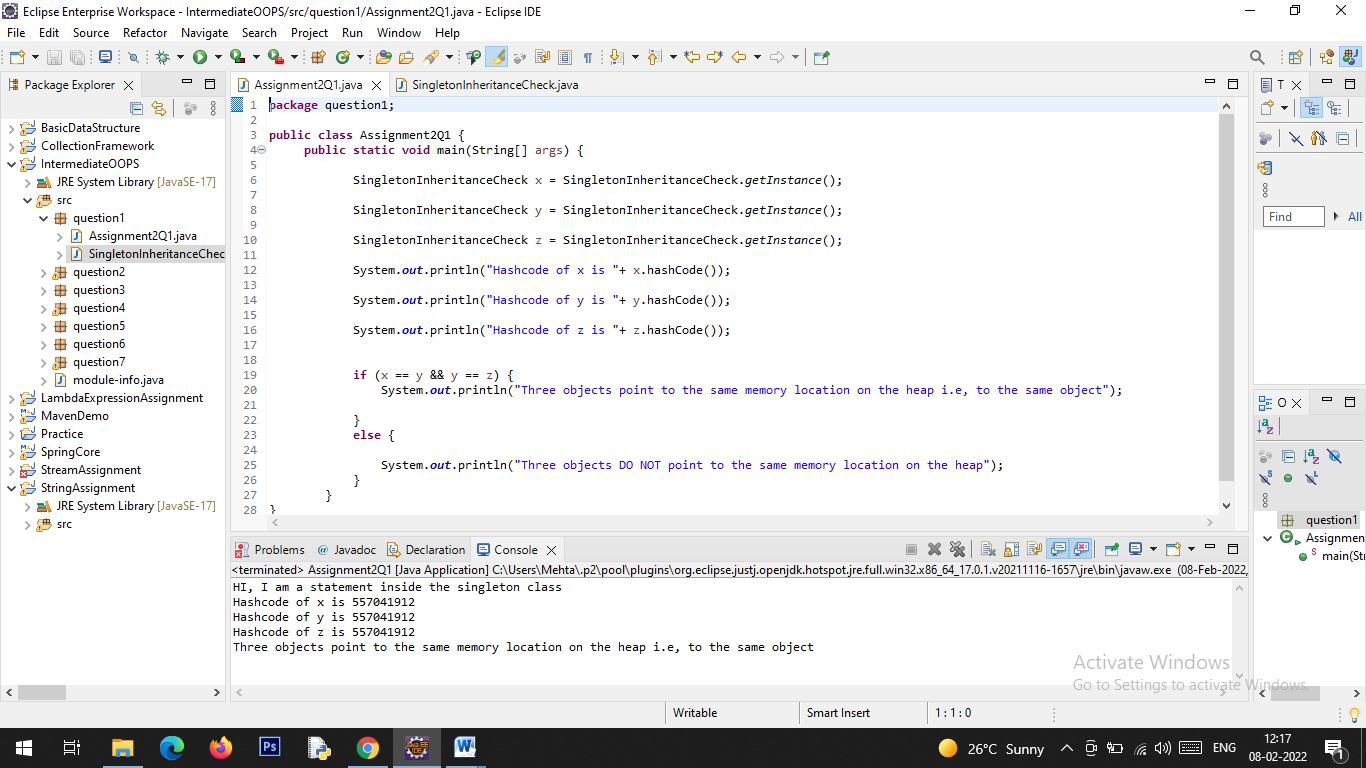 Eclipse Enterprise Workspace - IntermediateOOPS/src/question1/Assignment2Q1.java - Eclipse IDE
File Edit Source Refactor Navigate Search Project Run Window Help
Package Explorer
BasicDataStructure
CollectionFramework
IntermediateOOPS
JRE System Library [JavaSE-17]
src
question1
Assignment2Q1.java
SingletonInheritanceChec
question2
question3
question4
question5
question6
question7
module-info.java
LambdaExpressionAssignment
MavenDemo
Practice
SpringCore
StreamAssignment
StringAssignment
JRE System Library [JavaSE-17]
src
Assignment2Q1.java SingletonInheritanceCheck.java
1 package question1;
2
3 public class Assignment2Q1 {
4 public static void main(String[] args) {
5
6 SingletonInheritanceCheck x = SingletonInheritanceCheck.getInstance();
7
8 SingletonInheritanceCheck y = SingletonInheritanceCheck.getInstance();
9
10 SingletonInheritanceCheck z = SingletonInheritanceCheck.getInstance();
11
12 System.out.println("Hashcode of x is "+ x.hashCode());
13
14 System.out.println("Hashcode of y is "+ y.hashCode());
15
16 System.out.println("Hashcode of z is "+ z.hashCode());
17
18
19 if (x == y && y == z) {
20 System.out.println("Three objects point to the same memory location on the heap i.e, to the same object");
21
22 }
23 else {
24
25 System.out.println("Three objects DO NOT point to the same memory location on the heap");
26 }
27 }
28 }
T
Find All
O
question1
Assignmen
main(Stri
Problems @ Javadoc Declaration Console
<terminated> Assignment2Q1 [Java Application] C:\Users\Mehta\.p2\pool\plugins\org.eclipse.justj.openjdk.hotspot.jre.full.win32.x86_64_17.0.1.v20211116-1657\jre\bin\javaw.exe (08-Feb-2022,
HI, I am a statement inside the singleton class
Hashcode of x is 557041912
Hashcode of y is 557041912
Hashcode of z is 557041912
Three objects point to the same memory location on the heap i.e, to the same object
Activate Windows
Go to Settings to activate Windows.
Writable Smart Insert 1 : 1 : 0
Ps
26°C Sunny ENG 12:17
08-02-2022
1